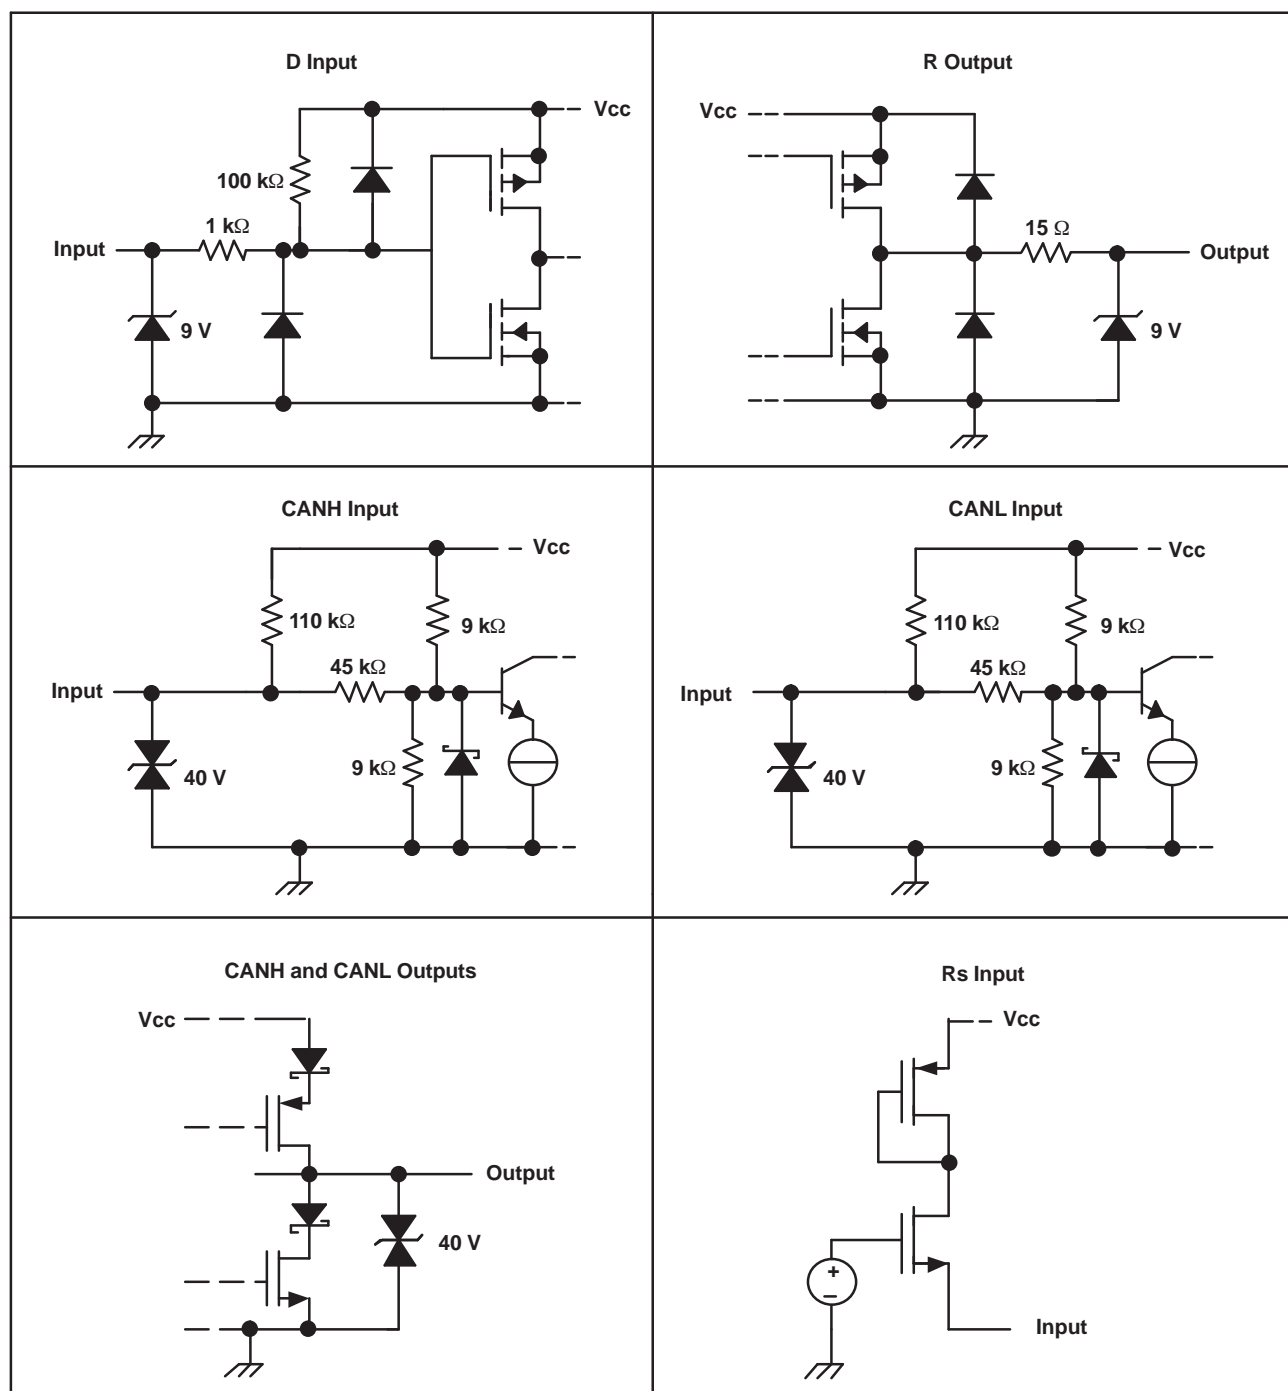 D Input
Vcc
100 kΩ
1 kΩ
Input
9 V
R Output
Vcc
15 Ω
Output
9 V
CANH Input
Vcc
110 kΩ
9 kΩ
45 kΩ
Input
9 kΩ
40 V
CANL Input
Vcc
110 kΩ
9 kΩ
45 kΩ
Input
9 kΩ
40 V
CANH and CANL Outputs
Vcc
Output
40 V
Rs Input
Vcc
+
−
Input